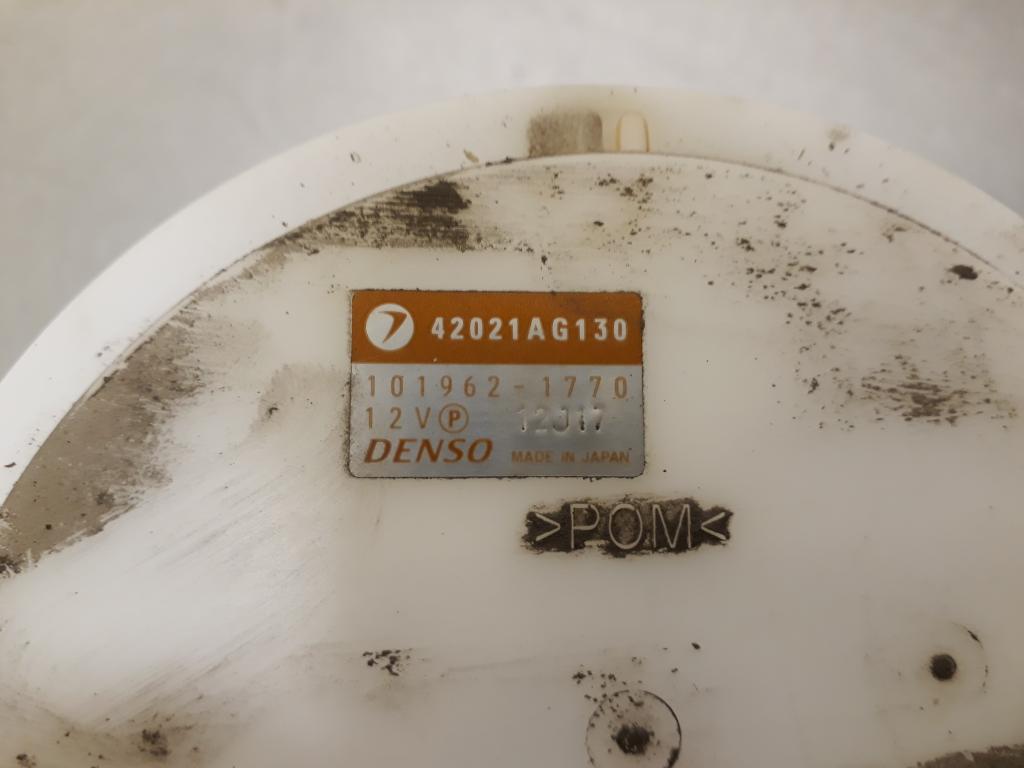 42021AG130
101962-1770
12V Ⓟ 12J17
DENSO MADE IN JAPAN
>POM<